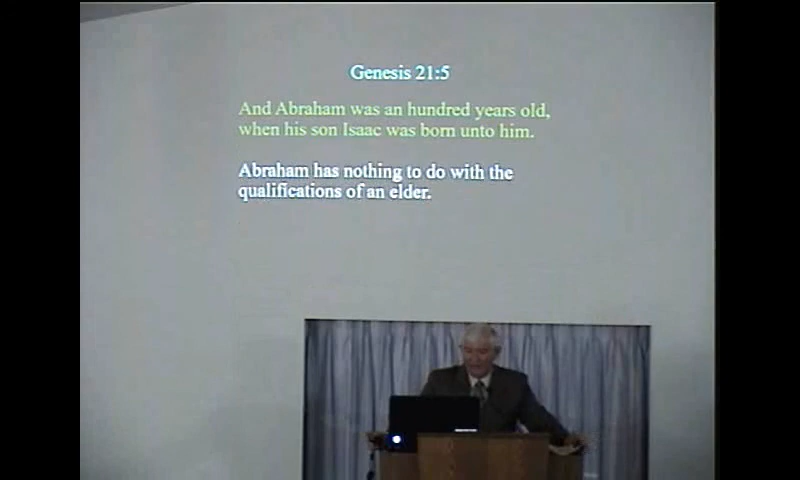 Genesis 21:5
And Abraham was an hundred years old,
when his son Isaac was born unto him.
Abraham has nothing to do with the
qualifications of an elder.